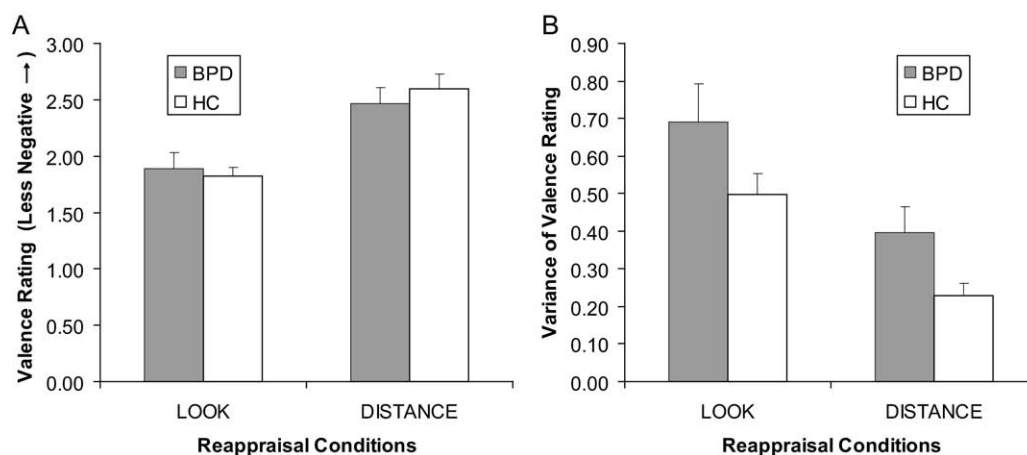 A
Valence Rating (Less Negative →)
3.00
2.50
2.00
1.50
1.00
0.50
0.00
BPD
HC
LOOK
DISTANCE
Reappraisal Conditions
B
Variance of Valence Rating
0.90
0.80
0.70
0.60
0.50
0.40
0.30
0.20
0.10
0.00
BPD
HC
LOOK
DISTANCE
Reappraisal Conditions